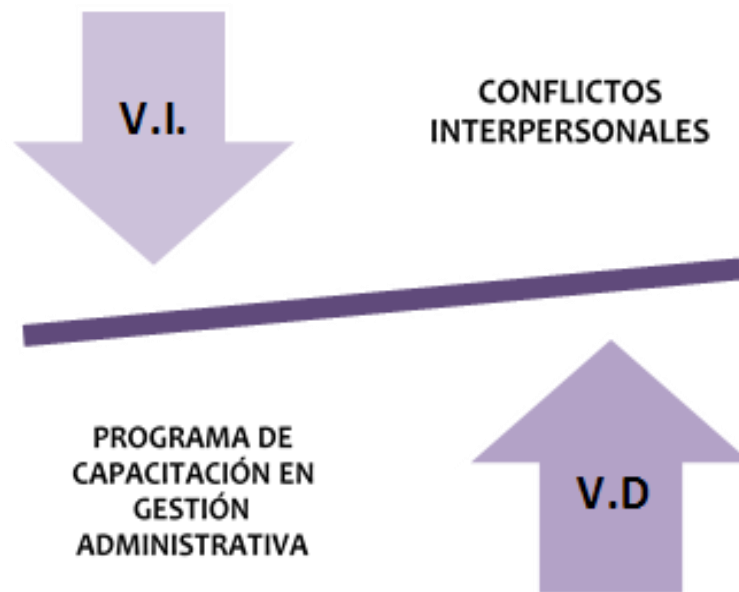 V.I.
CONFLICTOS
INTERPERSONALES
PROGRAMA DE
CAPACITACIÓN EN
GESTIÓN
ADMINISTRATIVA
V.D